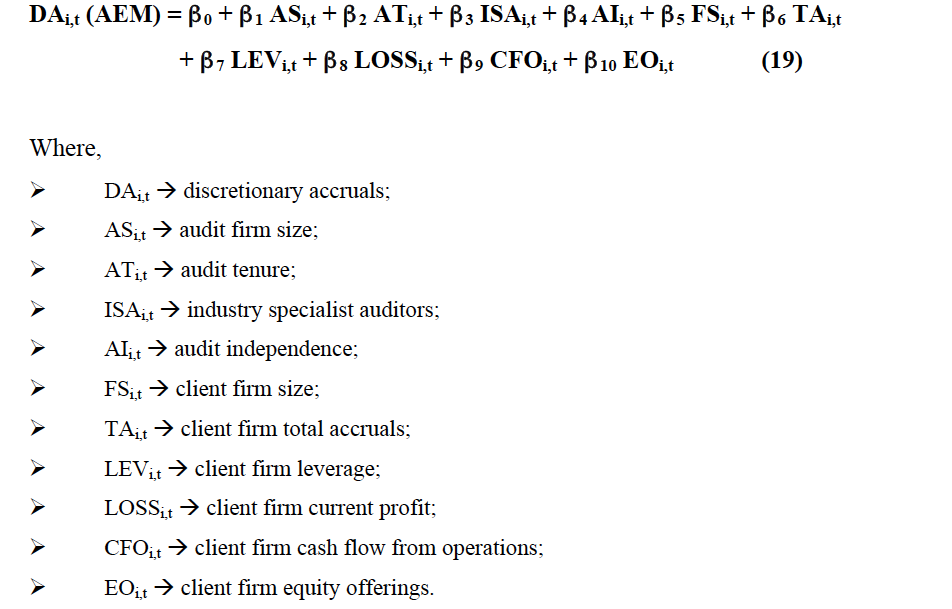 DAi,t (AEM) = β0 + β1 ASi,t + β2 ATi,t + β3 ISAi,t + β4 AIi,t + β5 FSi,t + β6 TAi,t
+ β7 LEVi,t + β8 LOSSi,t + β9 CFOi,t + β10 EOi,t (19)
Where,
➢ DAi,t → discretionary accruals;
➢ ASi,t → audit firm size;
➢ ATi,t → audit tenure;
➢ ISAi,t → industry specialist auditors;
➢ AIi,t → audit independence;
➢ FSi,t → client firm size;
➢ TAi,t → client firm total accruals;
➢ LEVi,t → client firm leverage;
➢ LOSSi,t → client firm current profit;
➢ CFOi,t → client firm cash flow from operations;
➢ EOi,t → client firm equity offerings.